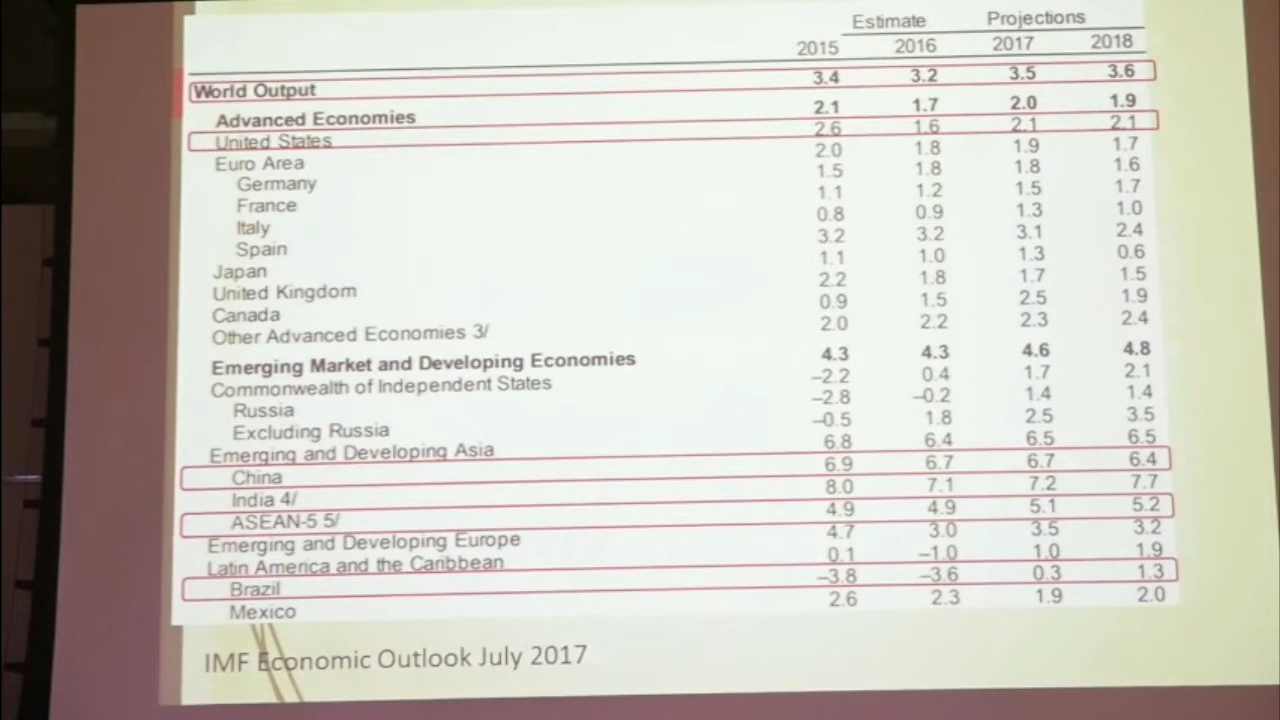 Estimate Projections
2015 2016 2017 2018
World Output 3.4 3.2 3.5 3.6
Advanced Economies 2.1 1.7 2.0 1.9
United States 2.6 1.6 2.1 2.1
Euro Area 2.0 1.8 1.9 1.7
Germany 1.5 1.8 1.8 1.6
France 1.1 1.2 1.5 1.7
Italy 0.8 0.9 1.3 1.0
Spain 3.2 3.2 3.1 2.4
Japan 1.1 1.0 1.3 0.6
United Kingdom 2.2 1.8 1.7 1.5
Canada 0.9 1.5 2.5 1.9
Other Advanced Economies 3/ 2.0 2.2 2.3 2.4
Emerging Market and Developing Economies 4.3 4.3 4.6 4.8
Commonwealth of Independent States –2.2 0.4 1.7 2.1
Russia –2.8 –0.2 1.4 1.4
Excluding Russia –0.5 1.8 2.5 3.5
Emerging and Developing Asia 6.8 6.4 6.5 6.5
China 6.9 6.7 6.7 6.4
India 4/ 8.0 7.1 7.2 7.7
ASEAN-5 5/ 4.9 4.9 5.1 5.2
Emerging and Developing Europe 4.7 3.0 3.5 3.2
Latin America and the Caribbean 0.1 –1.0 1.0 1.9
Brazil –3.8 –3.6 0.3 1.3
Mexico 2.6 2.3 1.9 2.0
IMF Economic Outlook July 2017